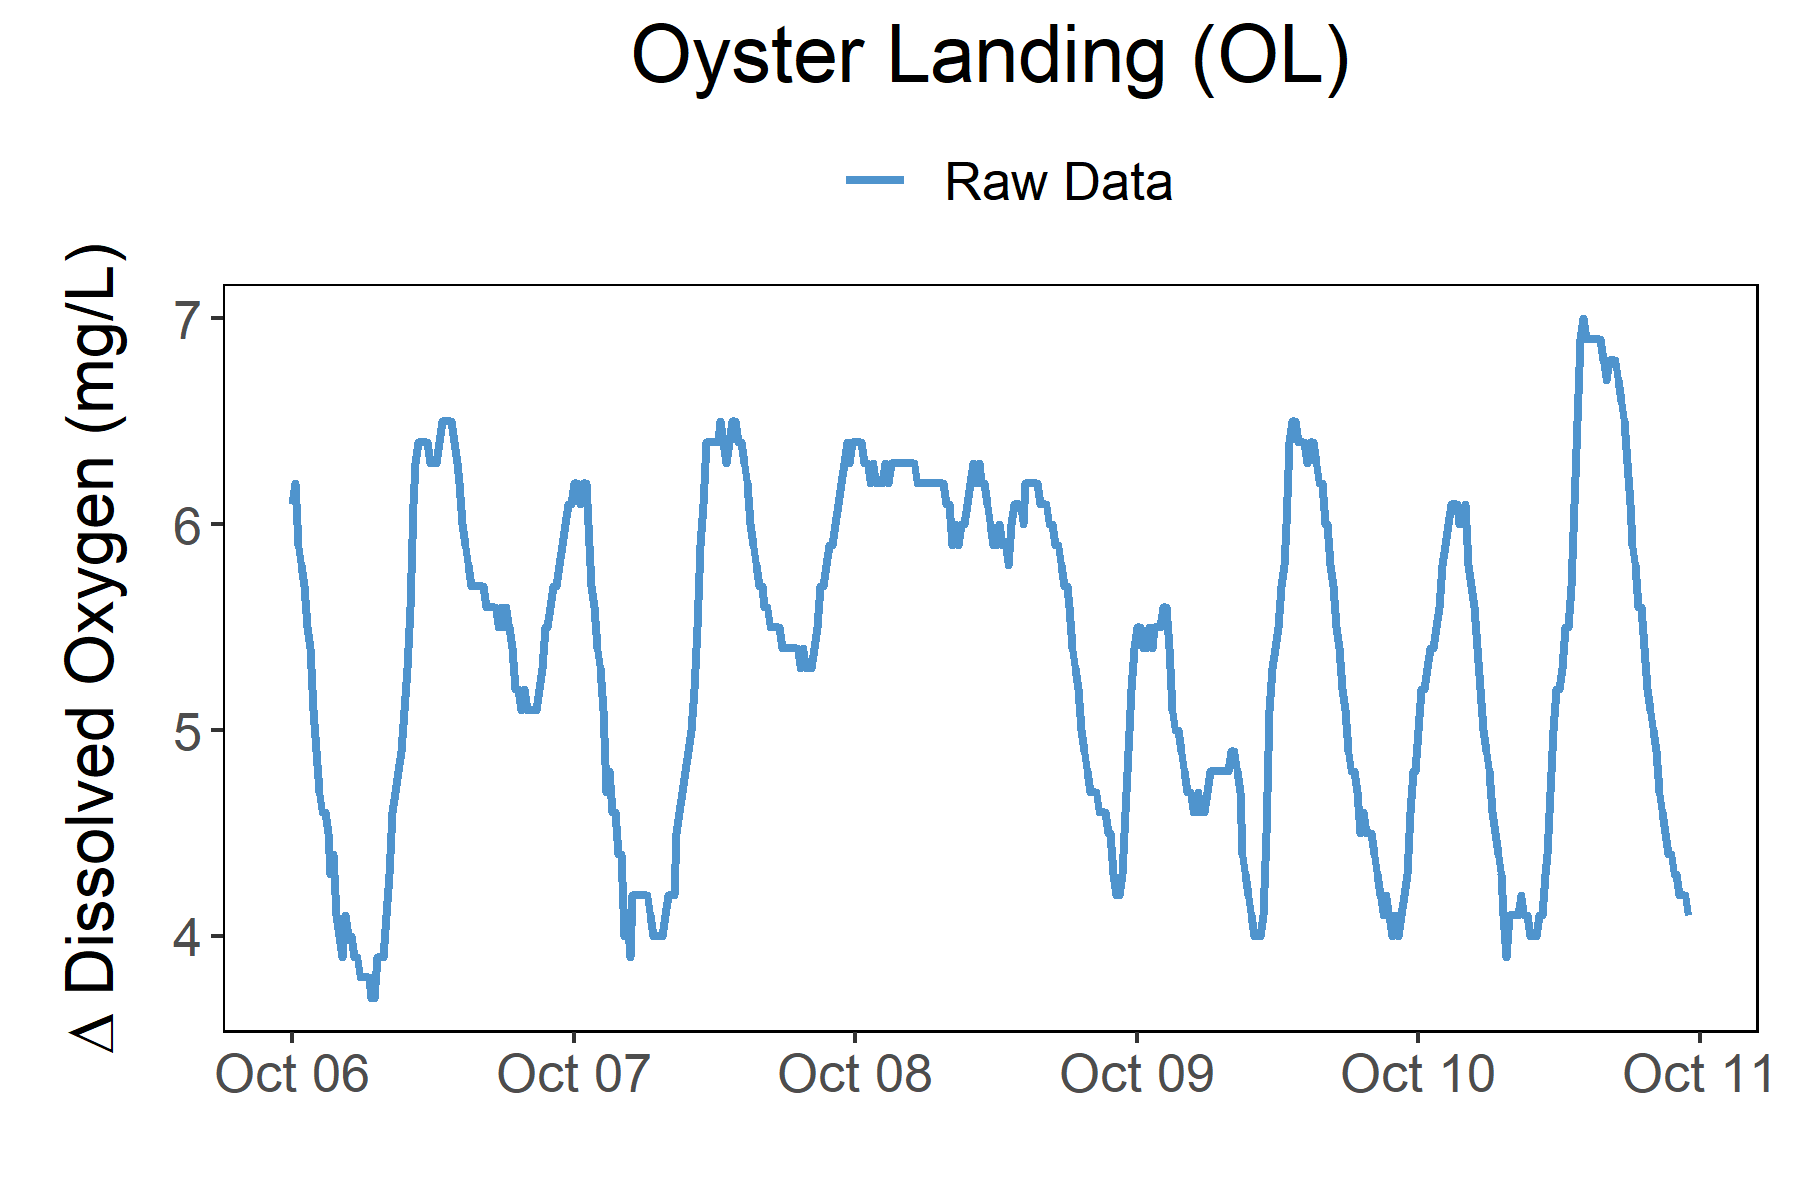 Oyster Landing (OL)
Raw Data
Δ Dissolved Oxygen (mg/L)
7
6
5
4
Oct 06
Oct 07
Oct 08
Oct 09
Oct 10
Oct 11